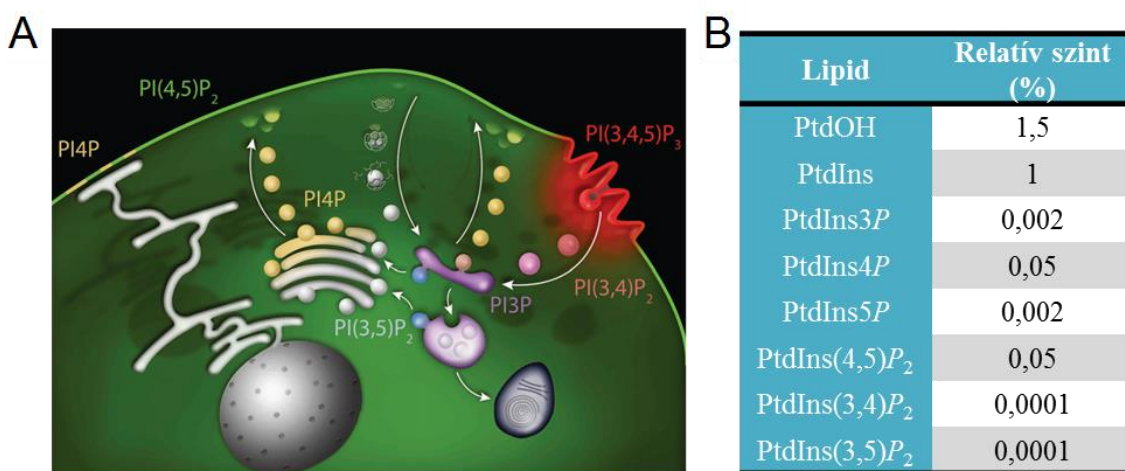 A
PI(4,5)P₂
PI4P
PI4P
PI(3,4,5)P₃
PI(3,4)P₂
PI3P
PI(3,5)P₂
B
Lipid Relatív szint (%)
PtdOH 1,5
PtdIns 1
PtdIns3P 0,002
PtdIns4P 0,05
PtdIns5P 0,002
PtdIns(4,5)P₂ 0,05
PtdIns(3,4)P₂ 0,0001
PtdIns(3,5)P₂ 0,0001